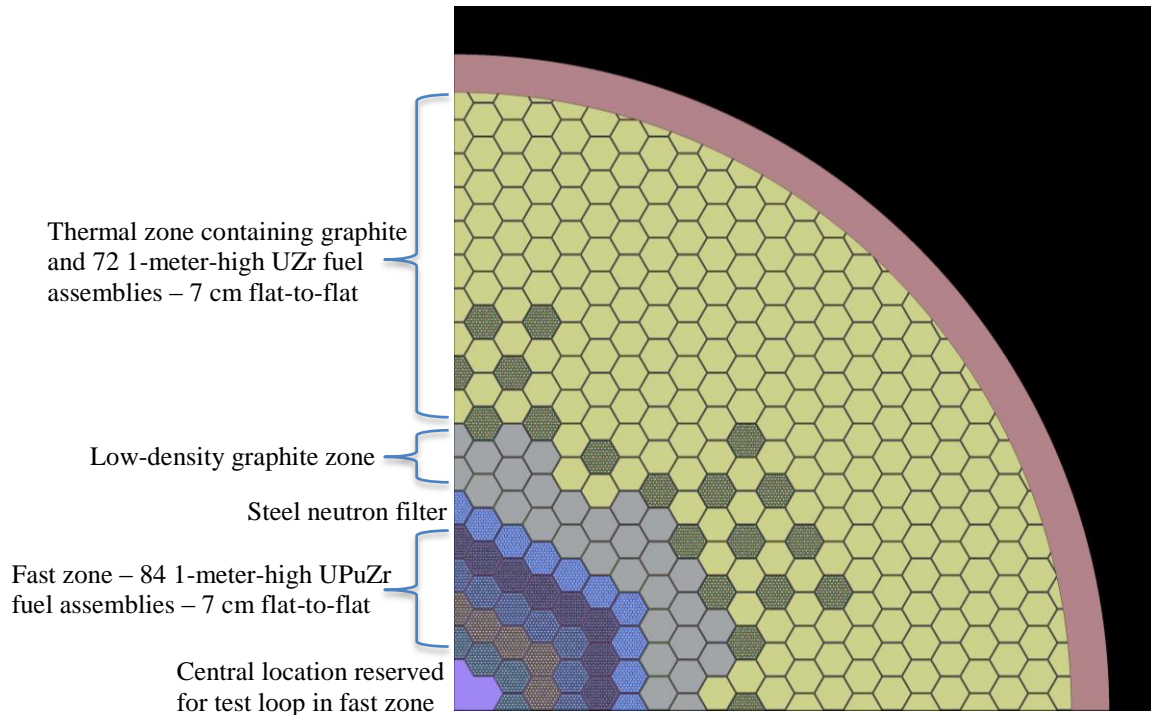 Thermal zone containing graphite
and 72 1-meter-high UZr fuel
assemblies – 7 cm flat-to-flat
Low-density graphite zone
Steel neutron filter
Fast zone – 84 1-meter-high UPuZr
fuel assemblies – 7 cm flat-to-flat
Central location reserved
for test loop in fast zone